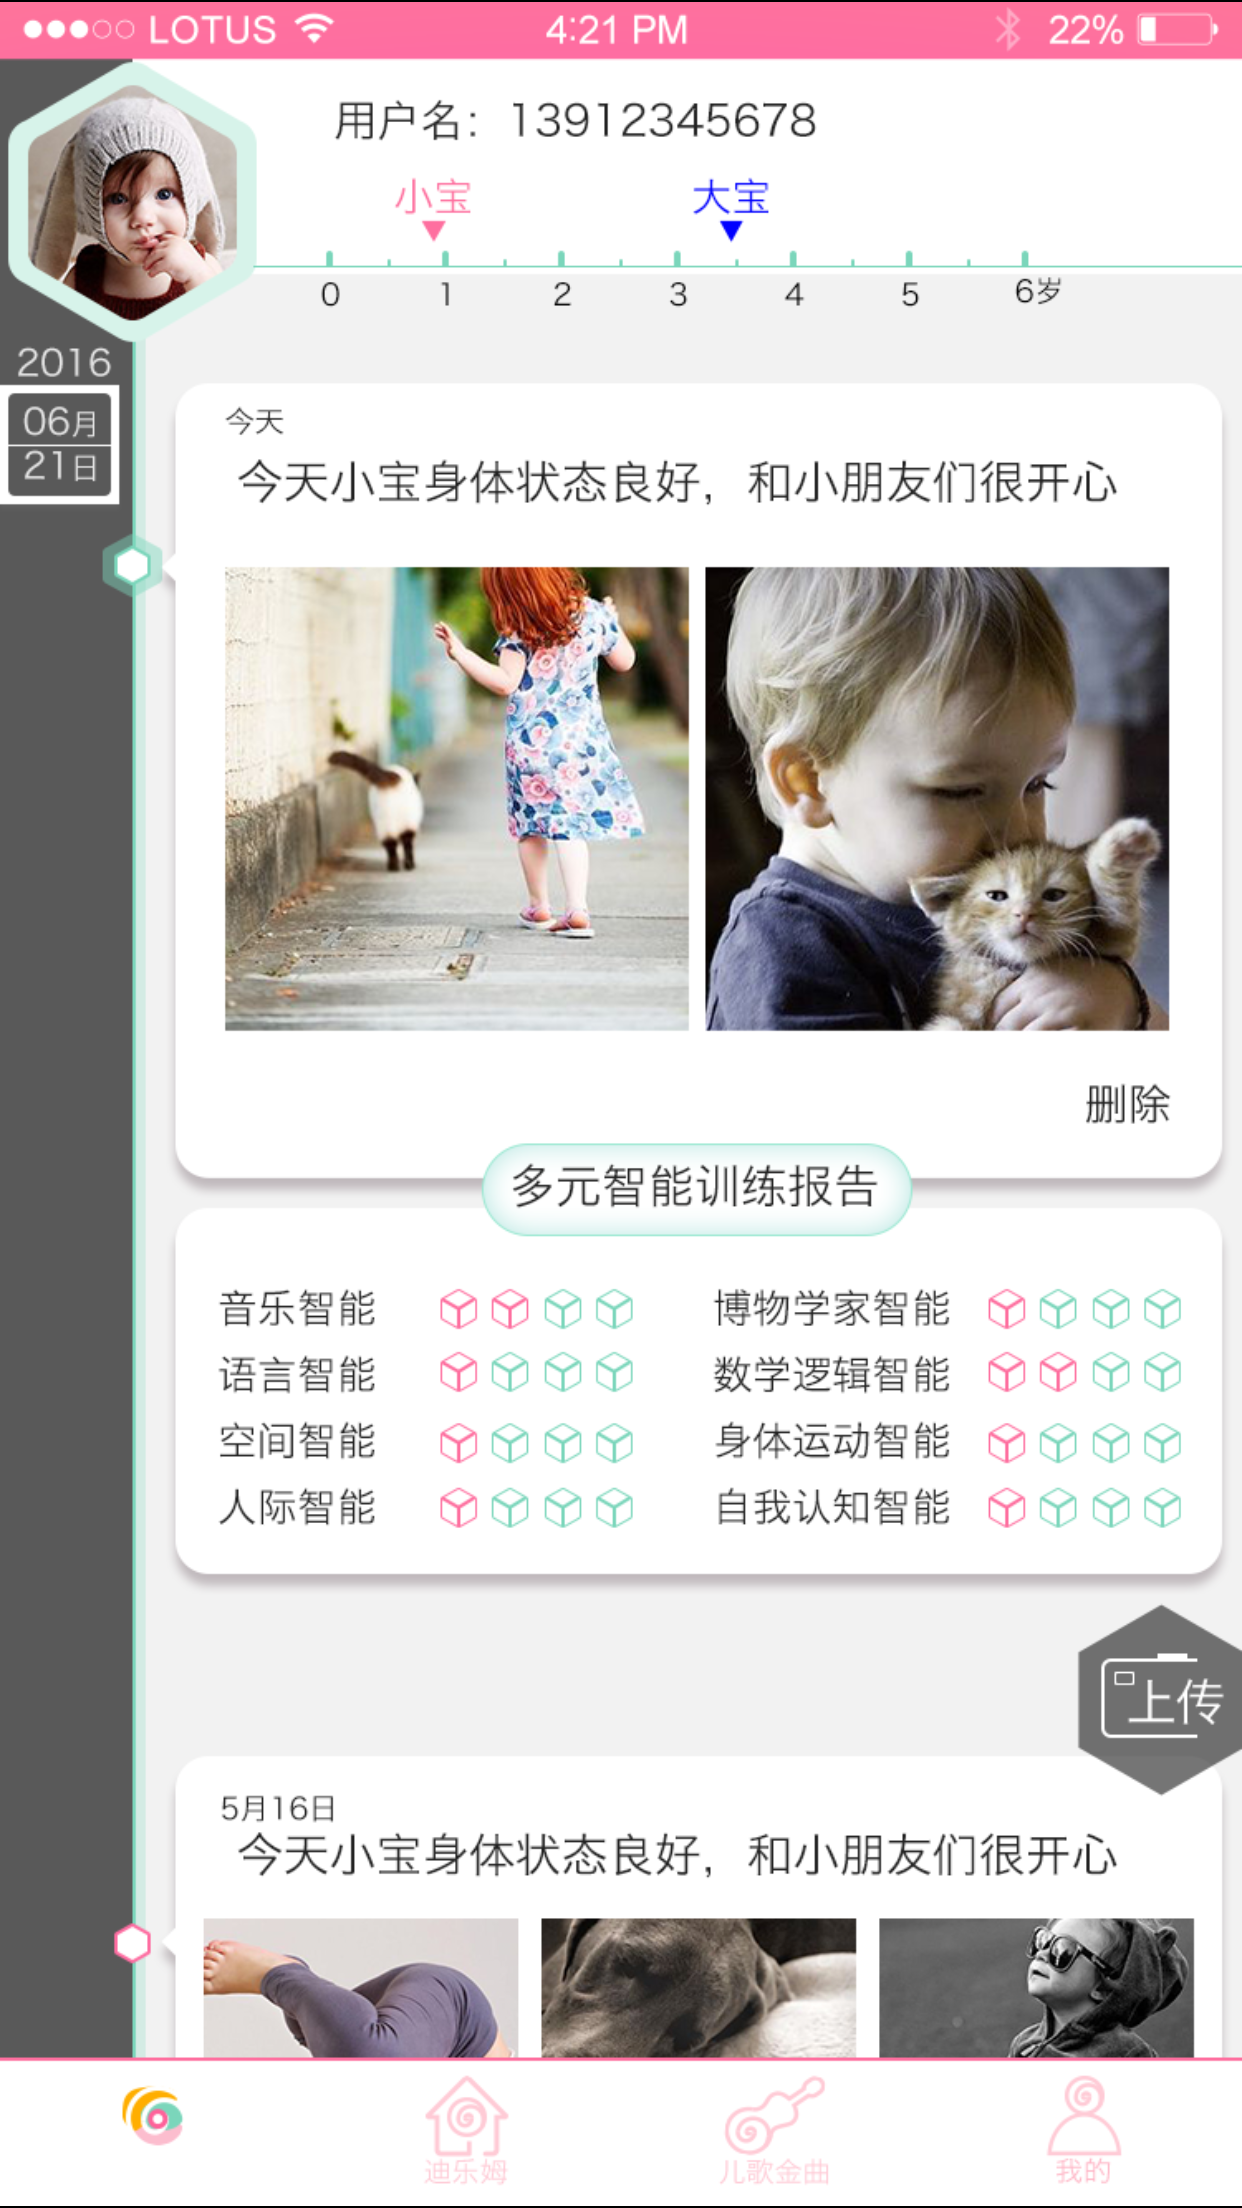 LOTUS 4:21 PM 22%
用户名：13912345678
小宝 大宝
0 1 2 3 4 5 6岁
2016
06月
21日
今天
今天小宝身体状态良好，和小朋友们很开心
删除
多元智能训练报告
音乐智能 博物学家智能
语言智能 数学逻辑智能
空间智能 身体运动智能
人际智能 自我认知智能
上传
5月16日
今天小宝身体状态良好，和小朋友们很开心
迪乐姆 儿歌金曲 我的